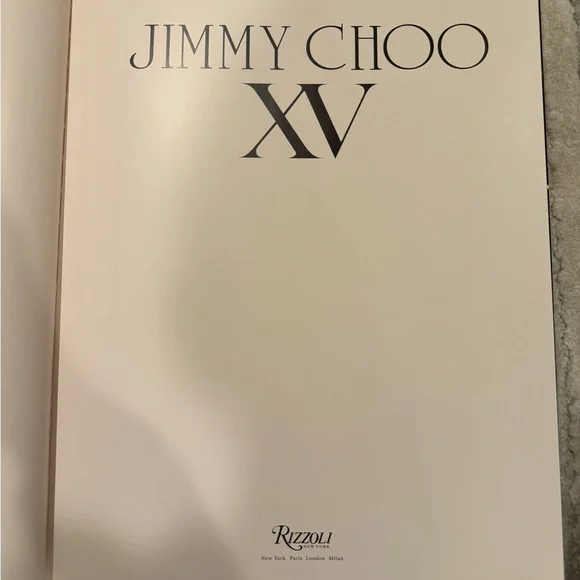 JIMMY CHOO
XV
RIZZOLI
NEW YORK
New York Paris London Milan